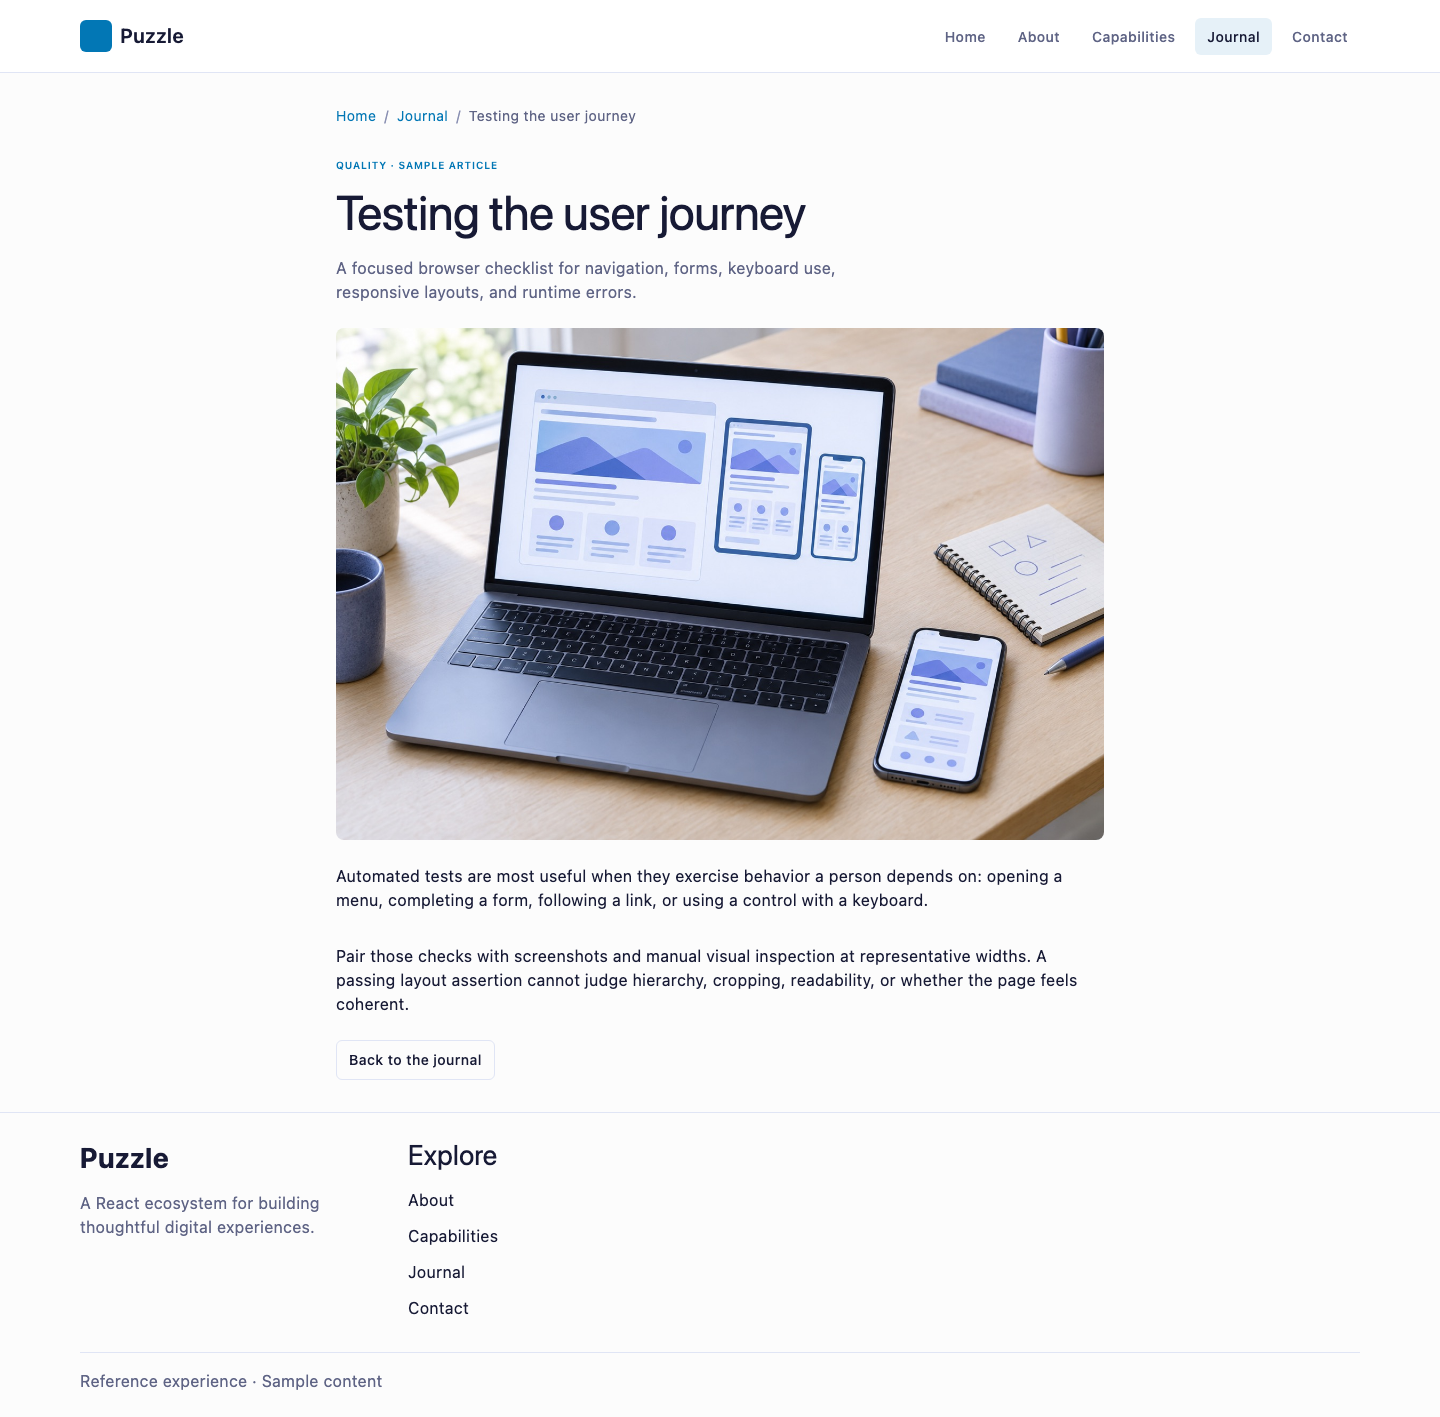 Puzzle
Home
About
Capabilities
Journal
Contact
Home / Journal / Testing the user journey
QUALITY · SAMPLE ARTICLE
Testing the user journey
A focused browser checklist for navigation, forms, keyboard use,
responsive layouts, and runtime errors.
Automated tests are most useful when they exercise behavior a person depends on: opening a
menu, completing a form, following a link, or using a control with a keyboard.
Pair those checks with screenshots and manual visual inspection at representative widths. A
passing layout assertion cannot judge hierarchy, cropping, readability, or whether the page feels
coherent.
Back to the journal
Puzzle
A React ecosystem for building
thoughtful digital experiences.
Explore
About
Capabilities
Journal
Contact
Reference experience · Sample content